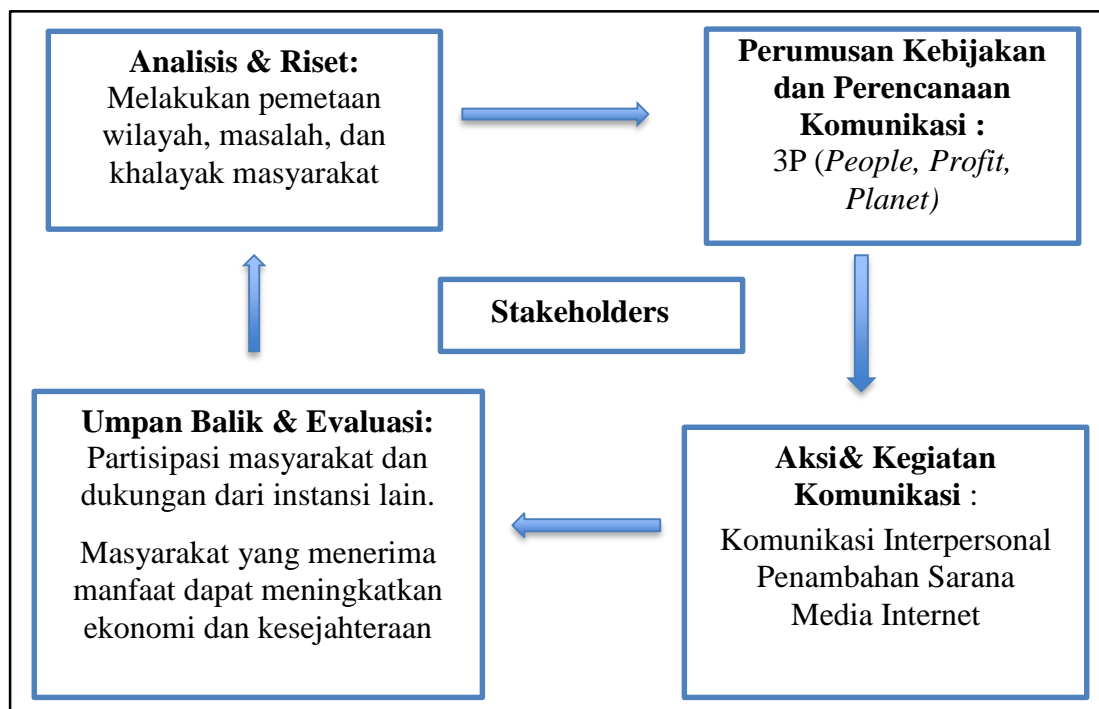 Analisis & Riset:
Melakukan pemetaan
wilayah, masalah, dan
khalayak masyarakat
Perumusan Kebijakan
dan Perencanaan
Komunikasi :
3P (People, Profit,
Planet)
Stakeholders
Umpan Balik & Evaluasi:
Partisipasi masyarakat dan
dukungan dari instansi lain.
Masyarakat yang menerima
manfaat dapat meningkatkan
ekonomi dan kesejahteraan
Aksi& Kegiatan
Komunikasi :
Komunikasi Interpersonal
Penambahan Sarana
Media Internet